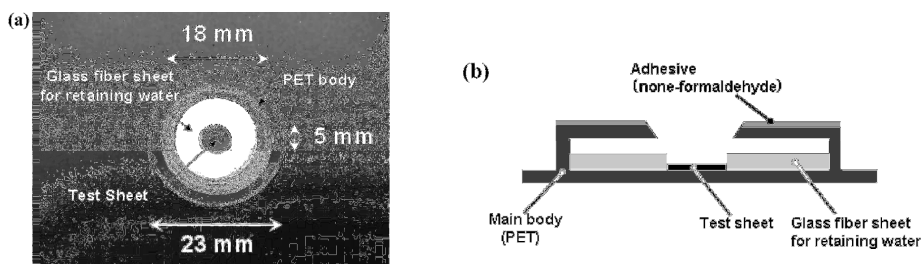 (a)
18 mm
Glass fiber sheet
for retaining water
PET body
5 mm
Test Sheet
23 mm
(b)
Adhesive
(none-formaldehyde)
Main body
(PET)
Test sheet
Glass fiber sheet
for retaining water